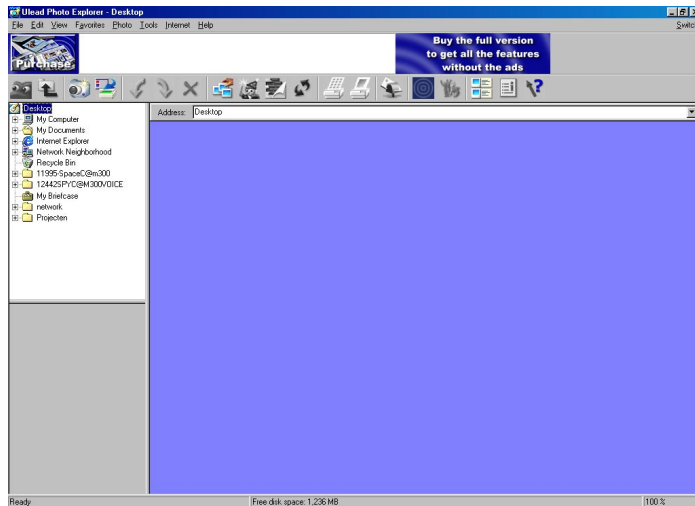 Ulead Photo Explorer - Desktop
File Edit View Favorites Photo Tools Internet Help
Switc
Purchase
Buy the full version
to get all the features
without the ads
Desktop
My Computer
My Documents
Internet Explorer
Network Neighborhood
Recycle Bin
11995-SpaceC@m300
12442SPYC@M300VOICE
My Briefcase
network
Projecten
Address: Desktop
Ready
Free disk space: 1,236 MB
100 %